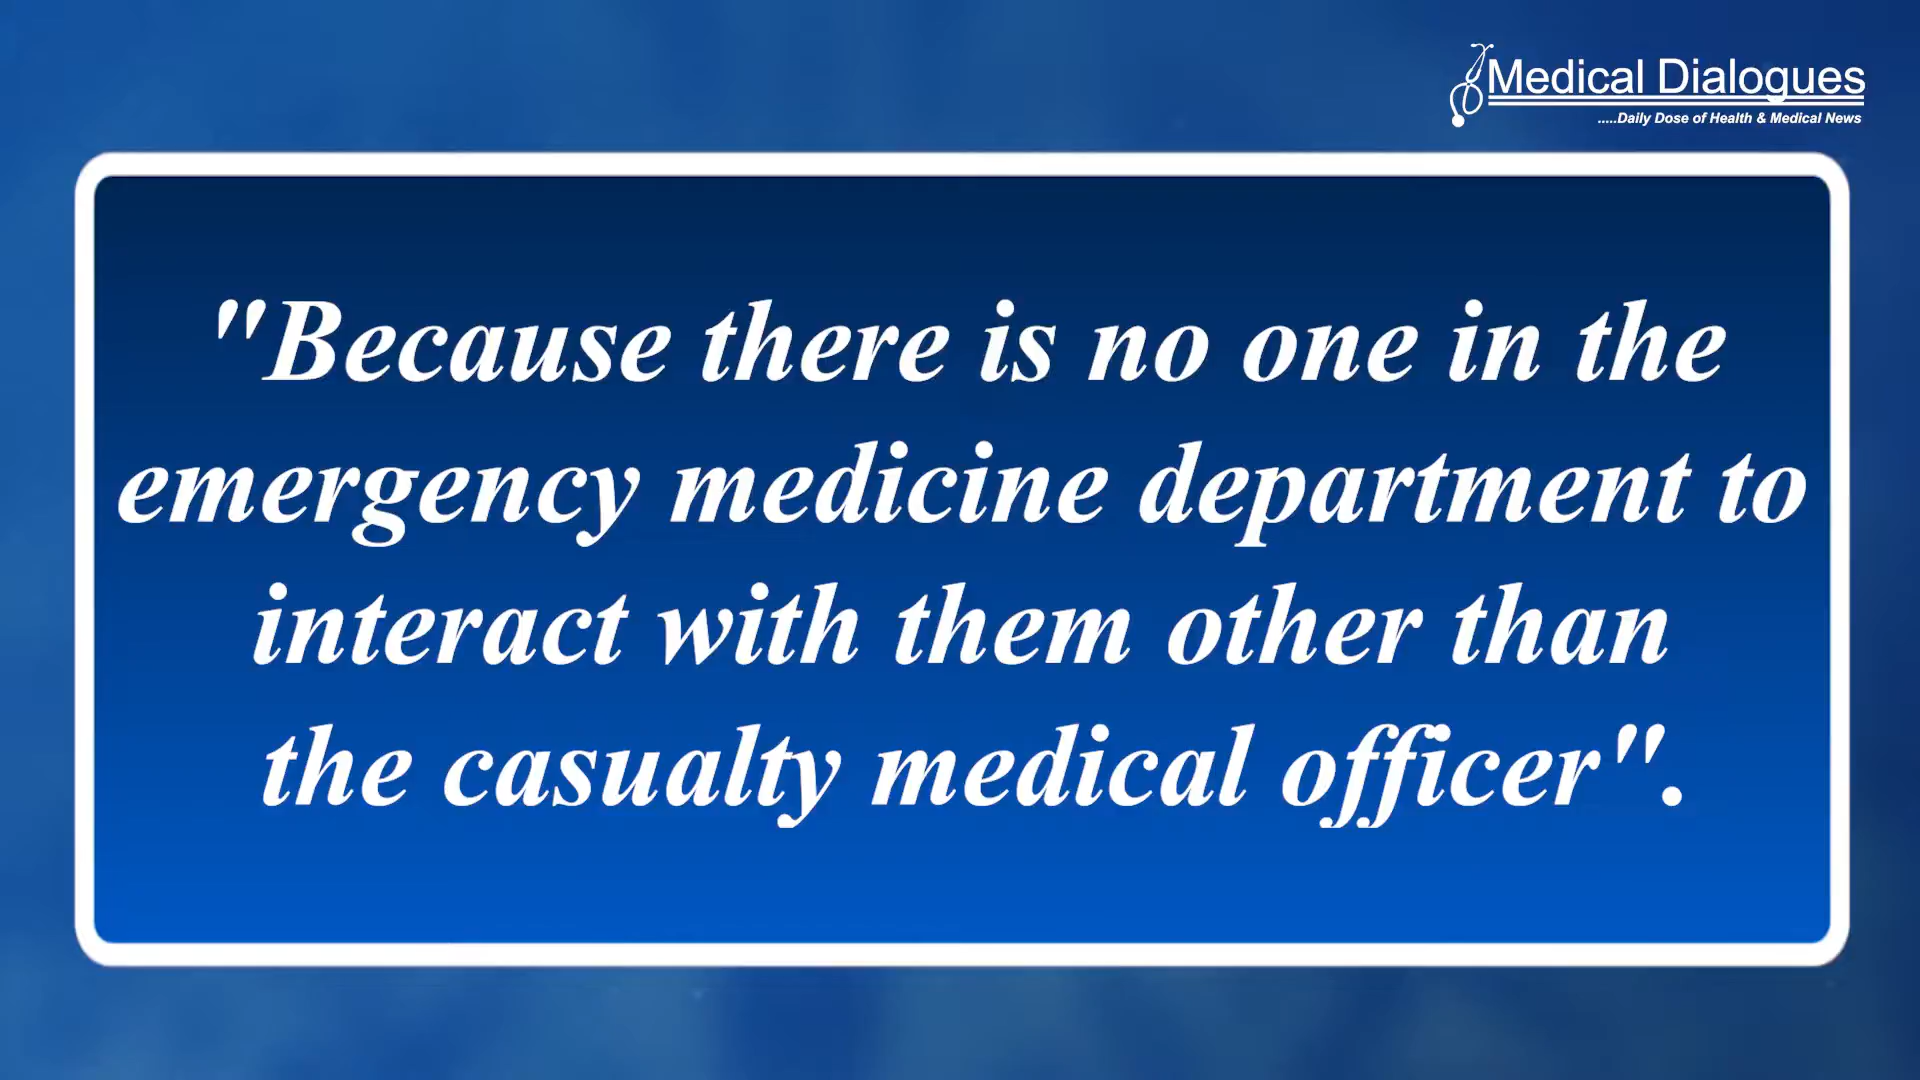 Medical Dialogues
.....Daily Dose of Health & Medical News
"Because there is no one in the
emergency medicine department to
interact with them other than
the casualty medical officer".